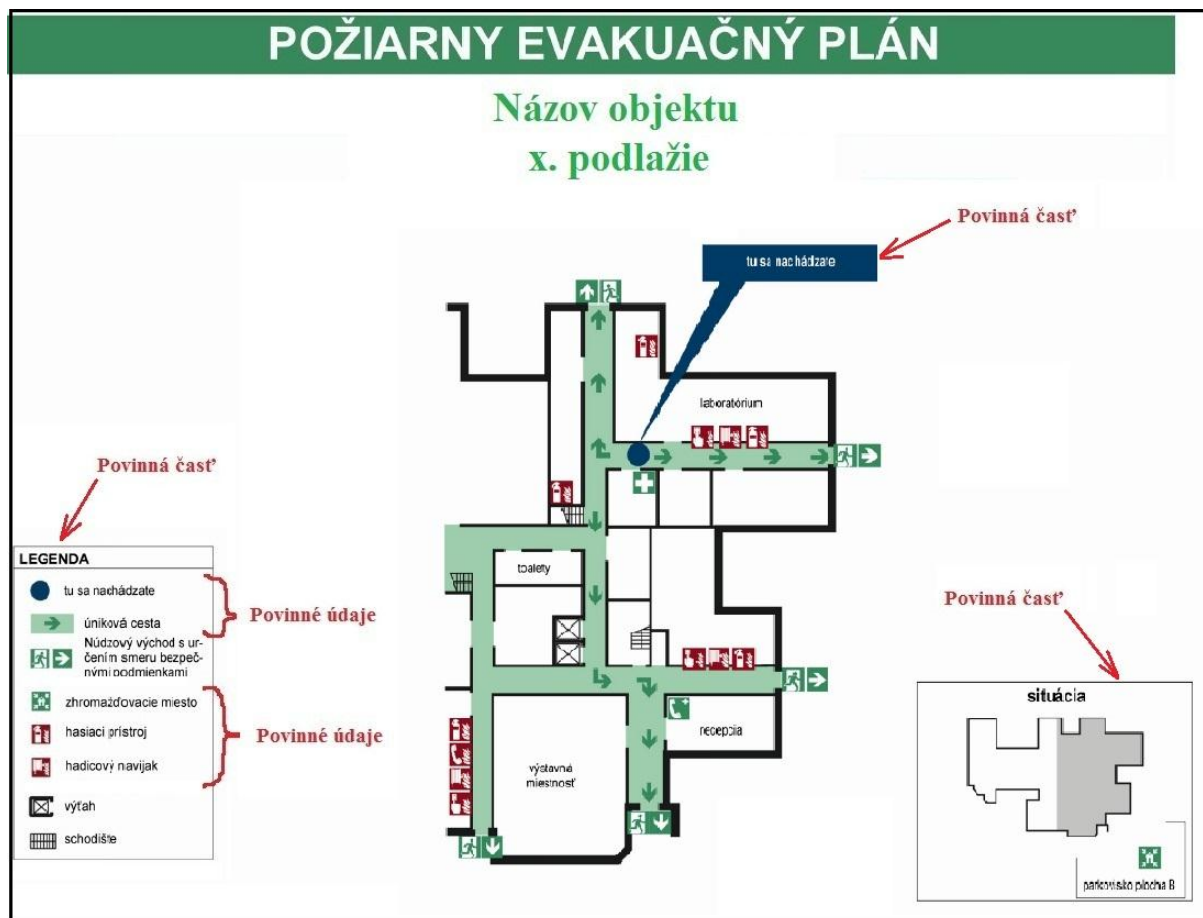 POŽIARNY EVAKUAČNÝ PLÁN
Názov objektu
x. podlažie
Povinná časť
tu sa nachádzate
laboratórium
Povinná časť
toalety
LEGENDA
tu sa nachádzate
úniková cesta
Povinné údaje
Núdzový východ s ur-
čením smeru bezpeč-
nými podmienkami
zhromažďovacie miesto
hasiaci prístroj
Povinné údaje
hadicový navijak
výťah
schodište
výstavná
miestnosť
recepcia
Povinná časť
situácia
parkovisko plocha B